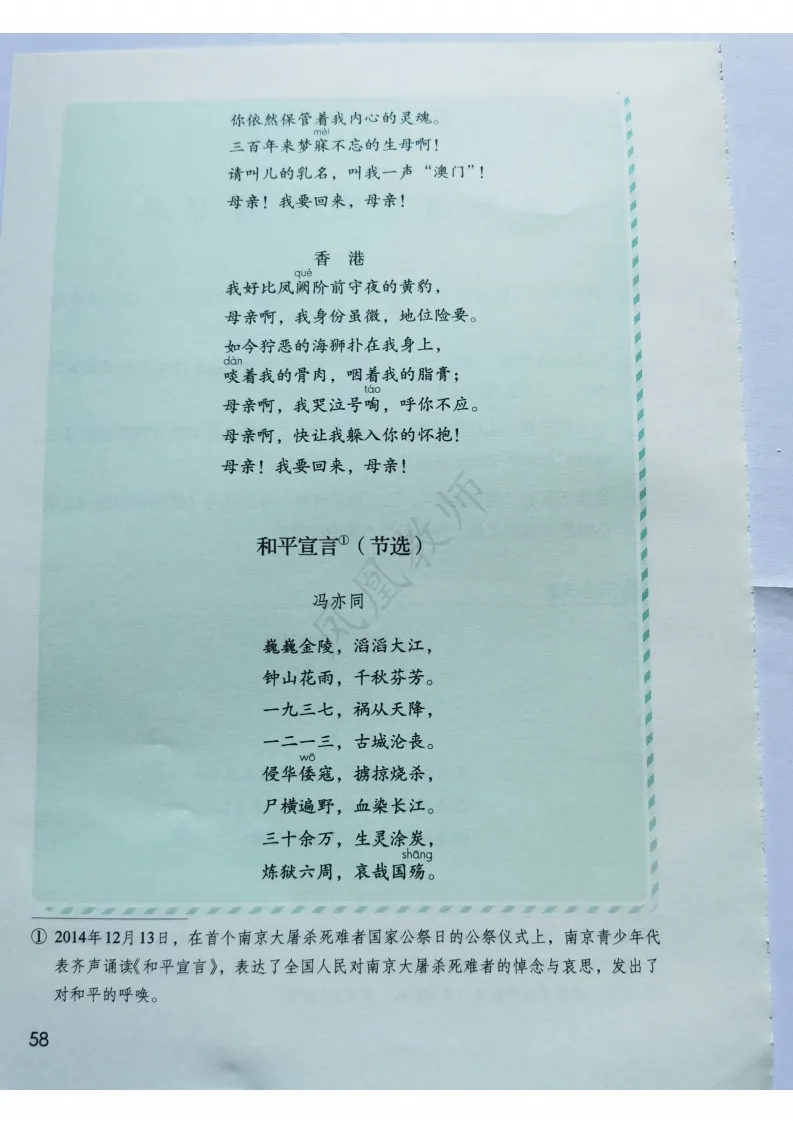 你依然保管着我内心的灵魂。
mèi
三百年来梦寐不忘的生母啊！
请叫儿的乳名，叫我一声“澳门”！
母亲！我要回来，母亲！
香 港
què
我好比凤阙阶前守夜的黄豹，
母亲啊，我身份虽微，地位险要。
如今狞恶的海狮扑在我身上，
dàn
啖着我的骨肉，咽着我的脂膏；
táo
母亲啊，我哭泣号啕，呼你不应。
母亲啊，快让我躲入你的怀抱！
母亲！我要回来，母亲！
和平宣言①（节选）
冯亦同
巍巍金陵，滔滔大江，
钟山花雨，千秋芬芳。
一九三七，祸从天降，
一二一三，古城沦丧。
wō
侵华倭寇，掳掠烧杀，
尸横遍野，血染长江。
三十余万，生灵涂炭，
shāng
炼狱六周，哀哉国殇。
① 2014年12月13日，在首个南京大屠杀死难者国家公祭日的公祭仪式上，南京青少年代
表齐声诵读《和平宣言》，表达了全国人民对南京大屠杀死难者的悼念与哀思，发出了
对和平的呼唤。
58
凤凰教师